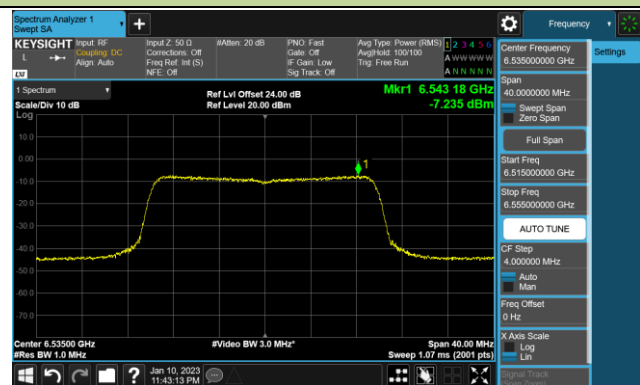 Spectrum Analyzer 1
Swept SA
Frequency
KEYSIGHT
L
Input: RF
Coupling: DC
Align: Auto
Input Z: 50 Ω
Corrections: Off
Freq Ref: Int (S)
NFE: Off
#Atten: 20 dB
PNO: Fast
Gate: Off
IF Gain: Low
Sig Track: Off
Avg Type: Power (RMS)
Avg|Hold: 100/100
Trig: Free Run
1 2 3 4 5 6
A W W W W W
A N N N N N
1 Spectrum
Scale/Div 10 dB
Log
Ref Lvl Offset 24.00 dB
Ref Level 20.00 dBm
Mkr1 6.543 18 GHz
-7.235 dBm
10.0
0.00
-10.0
-20.0
-30.0
-40.0
-50.0
-60.0
-70.0
1
Center 6.53500 GHz
#Res BW 1.0 MHz
#Video BW 3.0 MHz*
Span 40.00 MHz
Sweep 1.07 ms (2001 pts)
Jan 10, 2023
11:43:13 PM
Center Frequency
6.535000000 GHz
Span
40.0000000 MHz
Swept Span
Zero Span
Full Span
Start Freq
6.515000000 GHz
Stop Freq
6.555000000 GHz
AUTO TUNE
CF Step
4.000000 MHz
Auto
Man
Freq Offset
0 Hz
X Axis Scale
Log
Lin
Signal Track
Settings